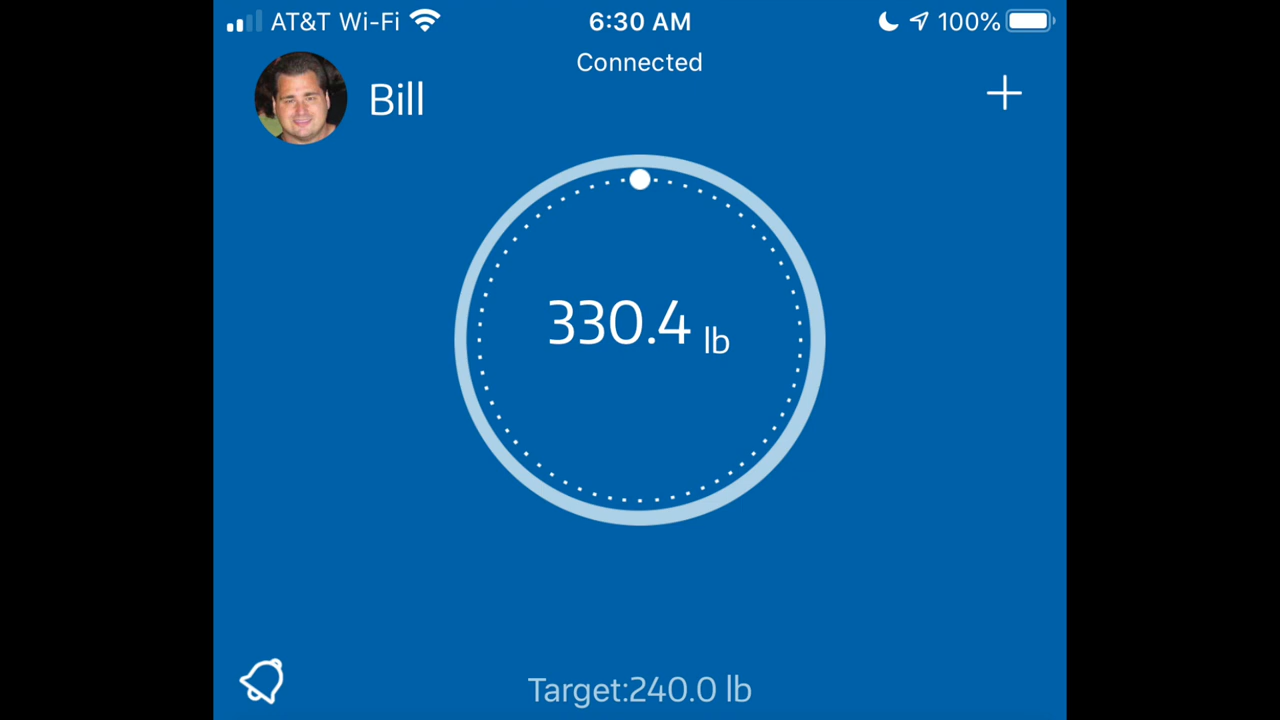 AT&T Wi-Fi 6:30 AM 100%
Connected
Bill
330.4 lb
Target:240.0 lb